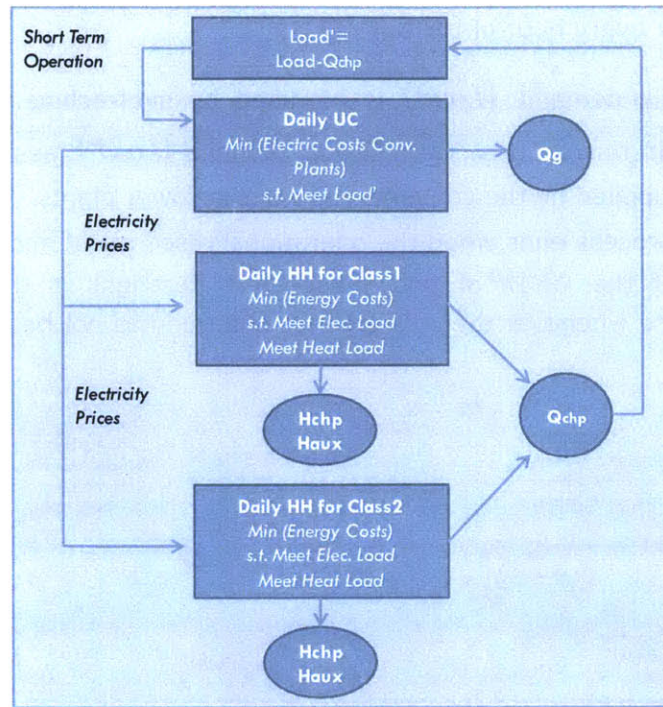 Short Term
Operation
Load'=
Load-Qchp
Daily UC
Min (Electric Costs Conv.
Plants)
s.t. Meet Load'
Qg
Electricity
Prices
Daily HH for Class1
Min (Energy Costs)
s.t. Meet Elec. Load
Meet Heat Load
Electricity
Prices
Hchp
Haux
Qchp
Daily HH for Class2
Min (Energy Costs)
s.t. Meet Elec. Load
Meet Heat Load
Hchp
Haux